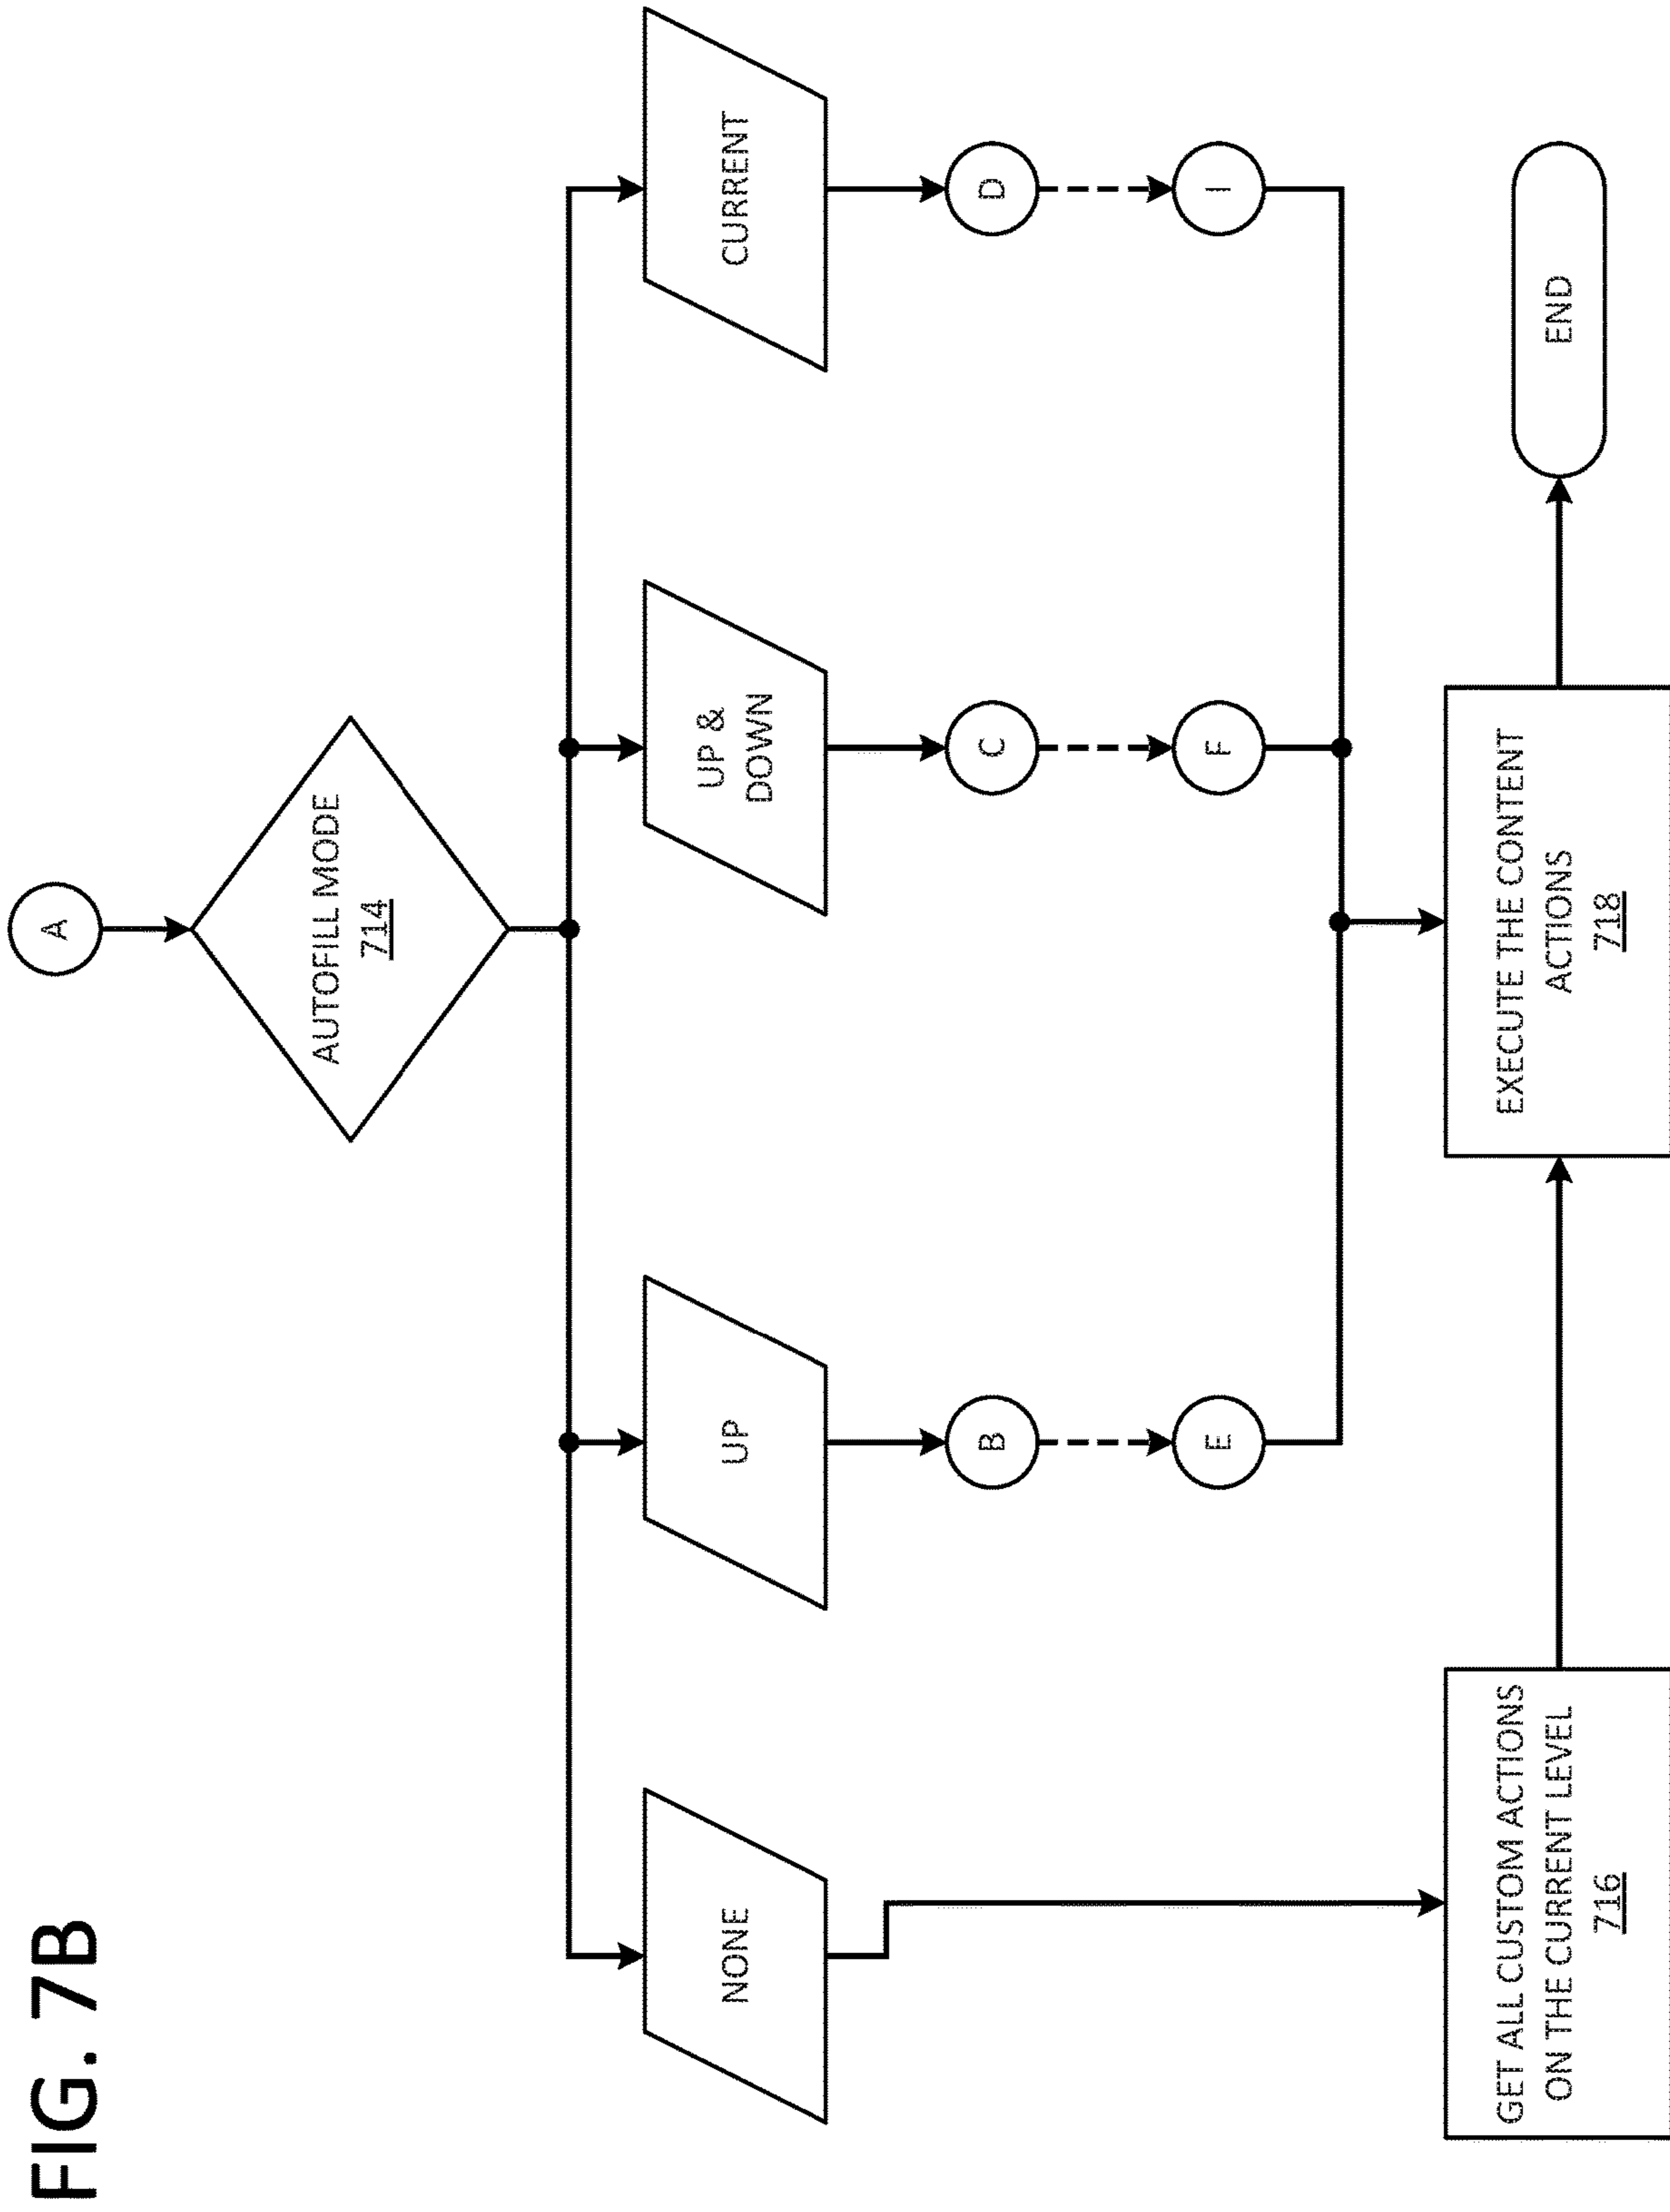 FIG. 7B
A
AUTOFILL MODE
714
NONE
UP
UP &
DOWN
CURRENT
B
C
D
E
F
I
GET ALL CUSTOM ACTIONS
ON THE CURRENT LEVEL
716
EXECUTE THE CONTENT
ACTIONS
718
END